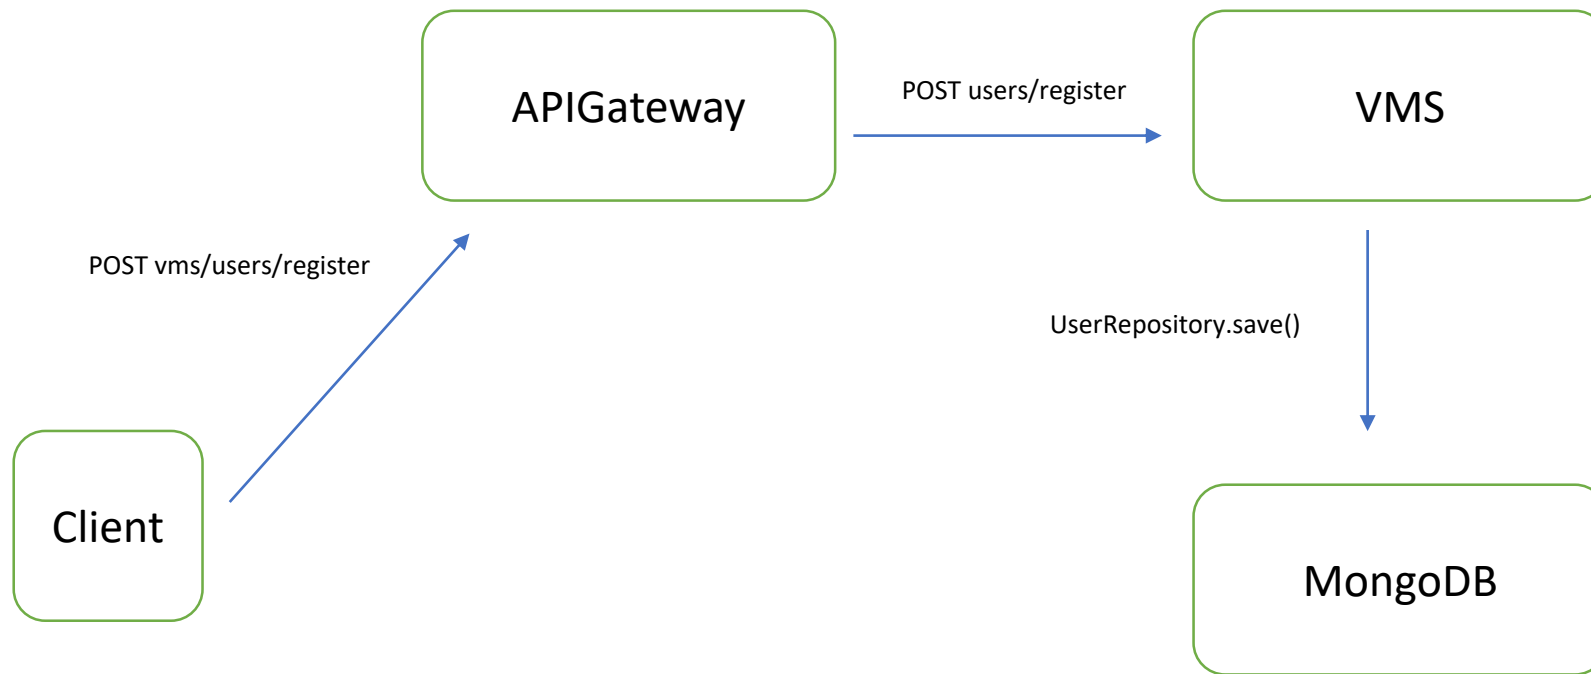 APIGateway
POST users/register
VMS
POST vms/users/register
UserRepository.save()
Client
MongoDB